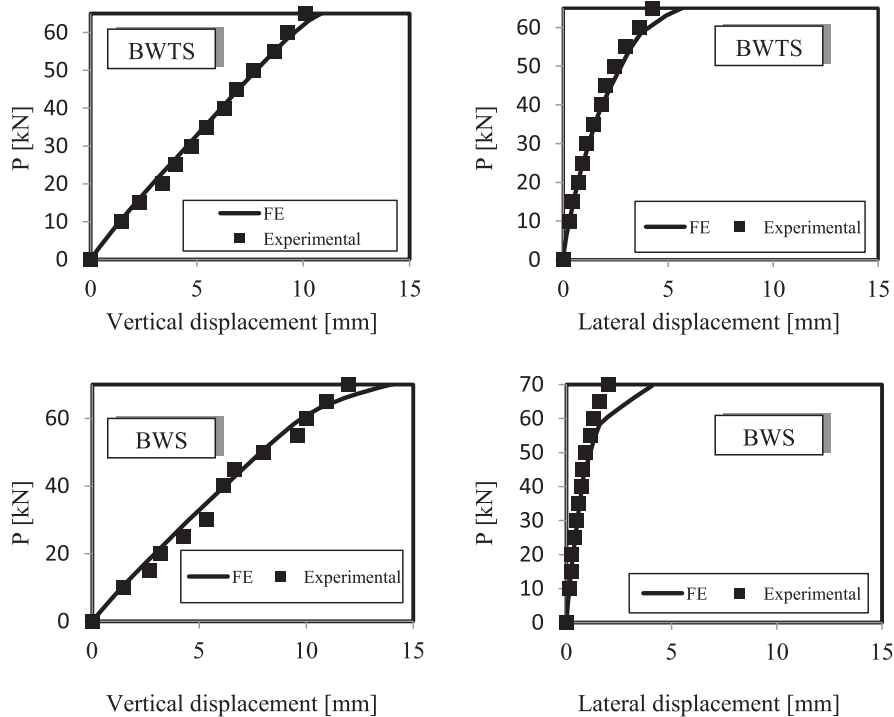 60
50
40
30
20
10
0
P [kN]
BWTS
FE
Experimental
0 5 10 15
Vertical displacement [mm]
60
50
40
30
20
10
0
P [kN]
BWTS
FE Experimental
0 5 10 15
Lateral displacement [mm]
60
40
20
0
P [kN]
BWS
FE Experimental
0 5 10 15
Vertical displacement [mm]
70
60
50
40
30
20
10
0
P [kN]
BWS
FE Experimental
0 5 10 15
Lateral displacement [mm]